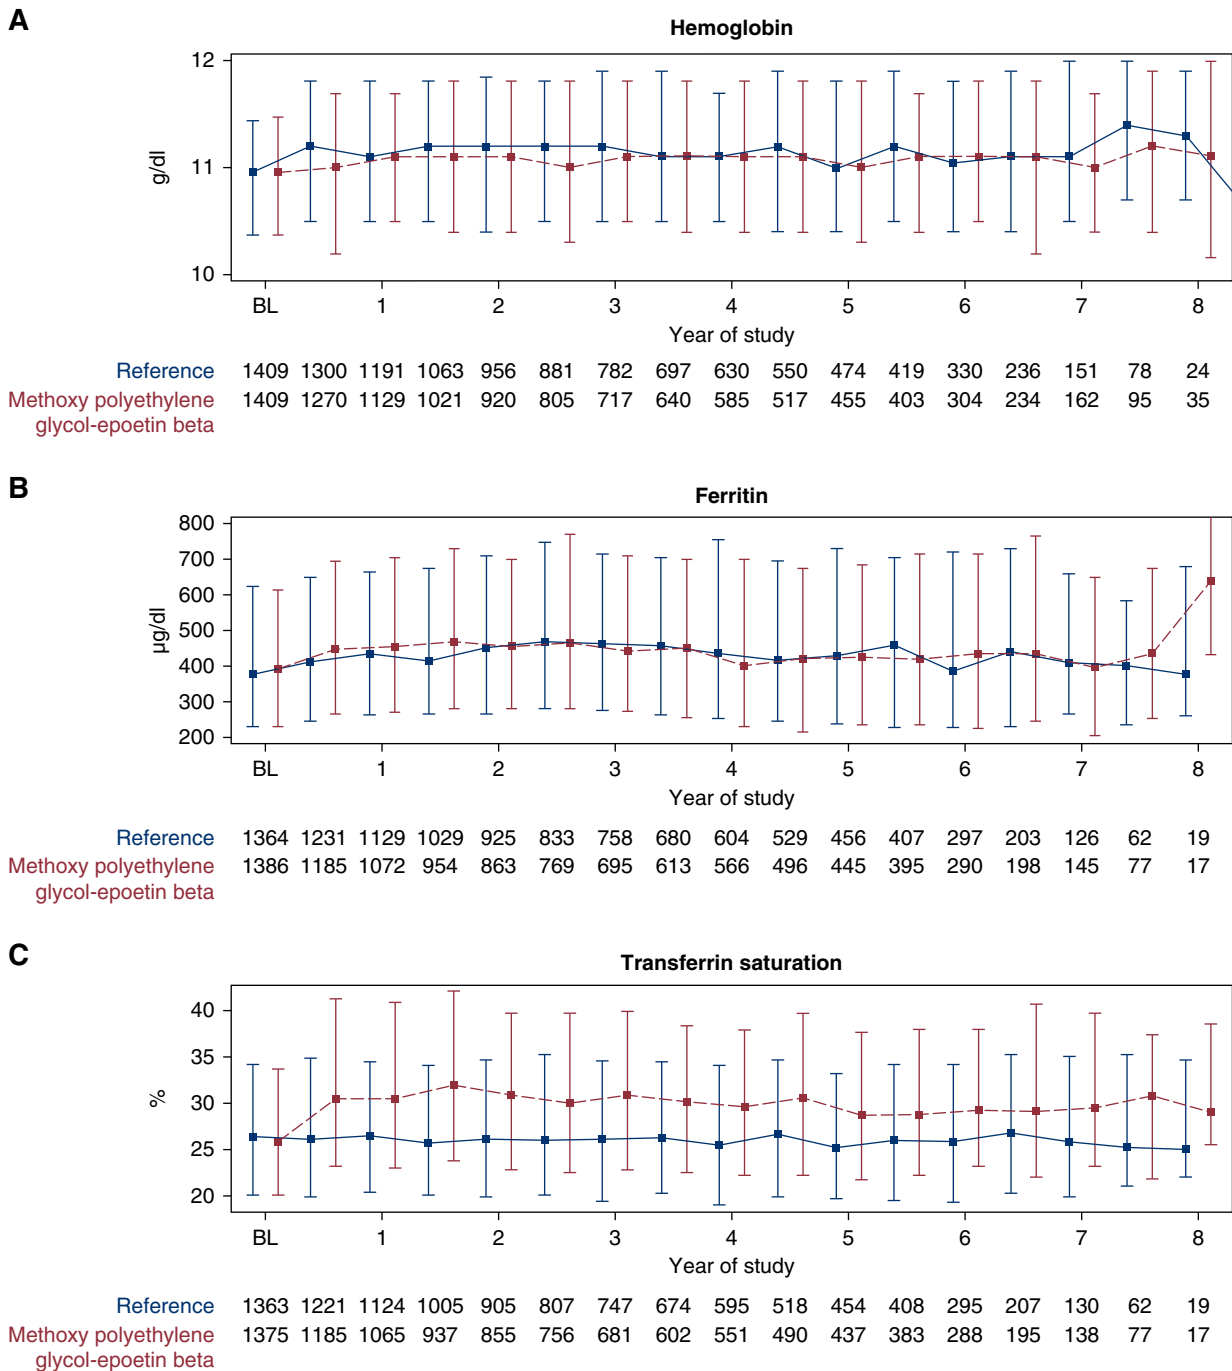 A
Hemoglobin
12
11
10
g/dl
BL 1 2 3 4 5 6 7 8
Year of study
Reference 1409 1300 1191 1063 956 881 782 697 630 550 474 419 330 236 151 78 24
Methoxy polyethylene 1409 1270 1129 1021 920 805 717 640 585 517 455 403 304 234 162 95 35
glycol-epoetin beta
B
Ferritin
800
700
600
500
400
300
200
µg/dl
BL 1 2 3 4 5 6 7 8
Year of study
Reference 1364 1231 1129 1029 925 833 758 680 604 529 456 407 297 203 126 62 19
Methoxy polyethylene 1386 1185 1072 954 863 769 695 613 566 496 445 395 290 198 145 77 17
glycol-epoetin beta
C
Transferrin saturation
40
35
30
25
20
%
BL 1 2 3 4 5 6 7 8
Year of study
Reference 1363 1221 1124 1005 905 807 747 674 595 518 454 408 295 207 130 62 19
Methoxy polyethylene 1375 1185 1065 937 855 756 681 602 551 490 437 383 288 195 138 77 17
glycol-epoetin beta